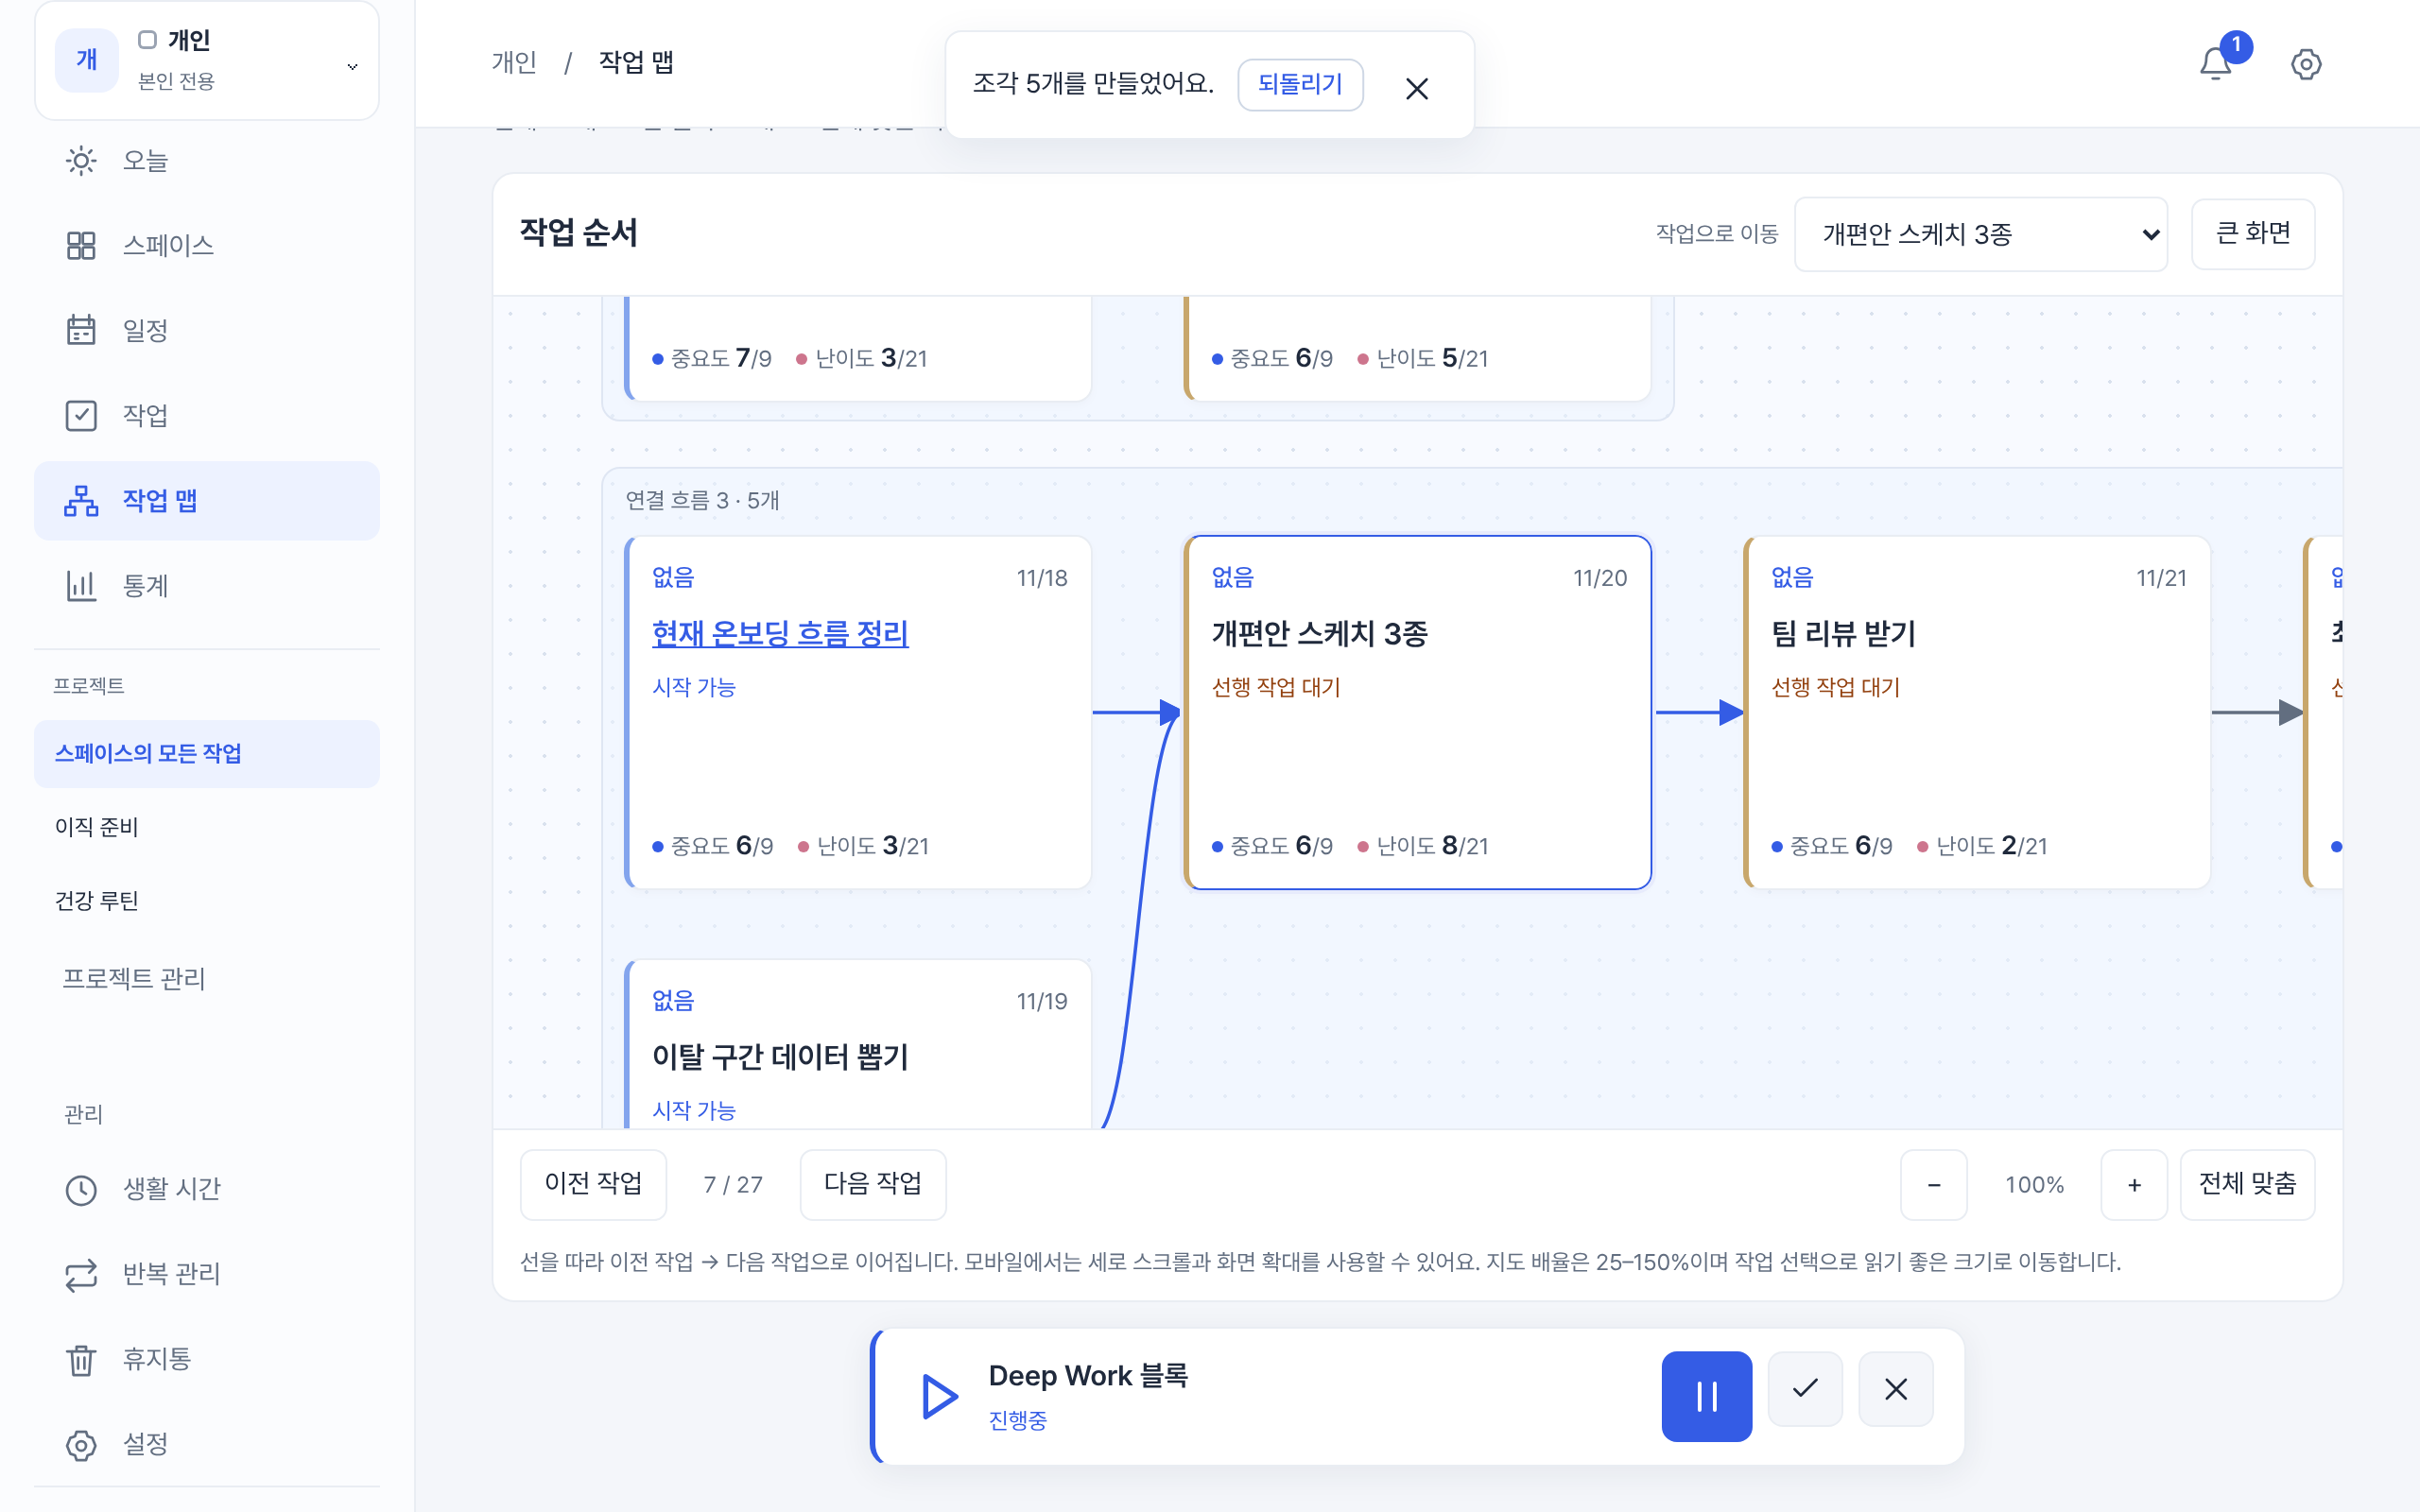 개
개인
본인 전용
오늘
스페이스
일정
작업
작업 맵
통계
프로젝트
스페이스의 모든 작업
이직 준비
건강 루틴
프로젝트 관리
관리
생활 시간
반복 관리
휴지통
설정
개인 / 작업 맵
조각 5개를 만들었어요. 되돌리기
1
작업 순서
작업으로 이동 개편안 스케치 3종 큰 화면
중요도 7/9 난이도 3/21
중요도 6/9 난이도 5/21
연결 흐름 3 · 5개
없음 11/18
현재 온보딩 흐름 정리
시작 가능
중요도 6/9 난이도 3/21
없음 11/20
개편안 스케치 3종
선행 작업 대기
중요도 6/9 난이도 8/21
없음 11/21
팀 리뷰 받기
선행 작업 대기
중요도 6/9 난이도 2/21
없음 11/19
이탈 구간 데이터 뽑기
시작 가능
이전 작업 7 / 27 다음 작업
− 100% + 전체 맞춤
선을 따라 이전 작업 → 다음 작업으로 이어집니다. 모바일에서는 세로 스크롤과 화면 확대를 사용할 수 있어요. 지도 배율은 25–150%이며 작업 선택으로 읽기 좋은 크기로 이동합니다.
Deep Work 블록
진행중